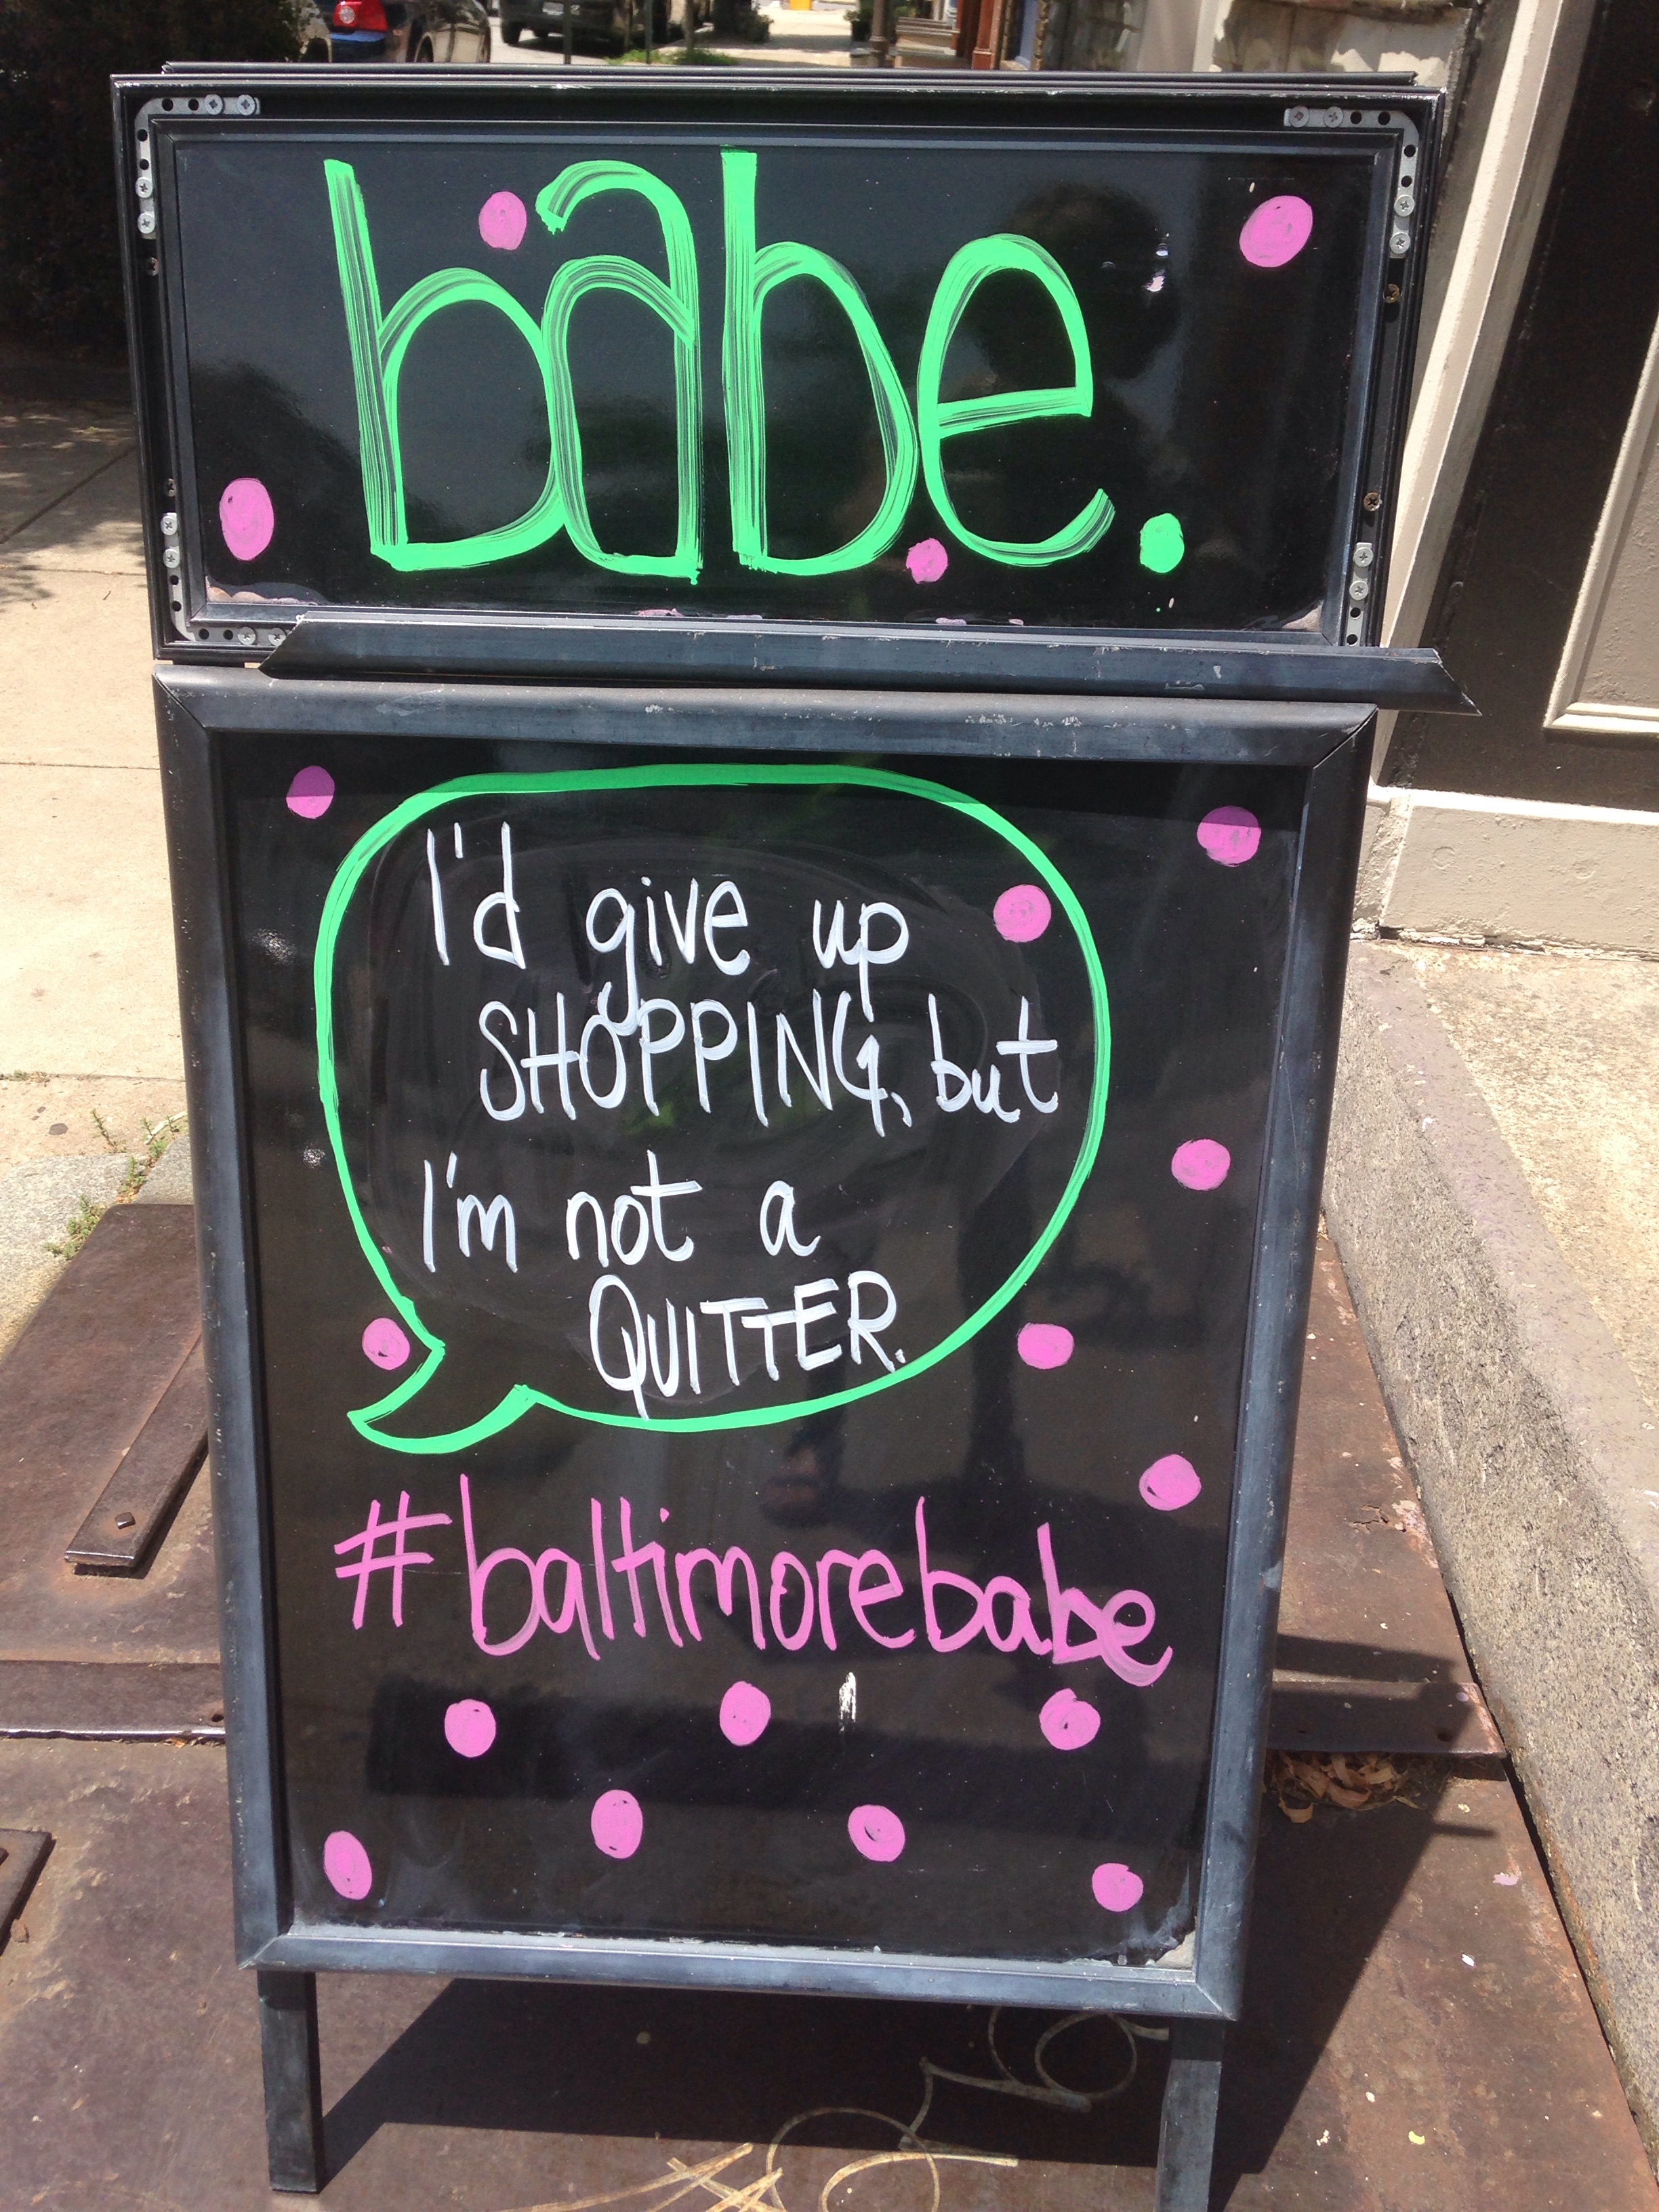 babe.
I'd give up
SHOPPING, but
I'm not a
QUITTER.
#baltimorebabe